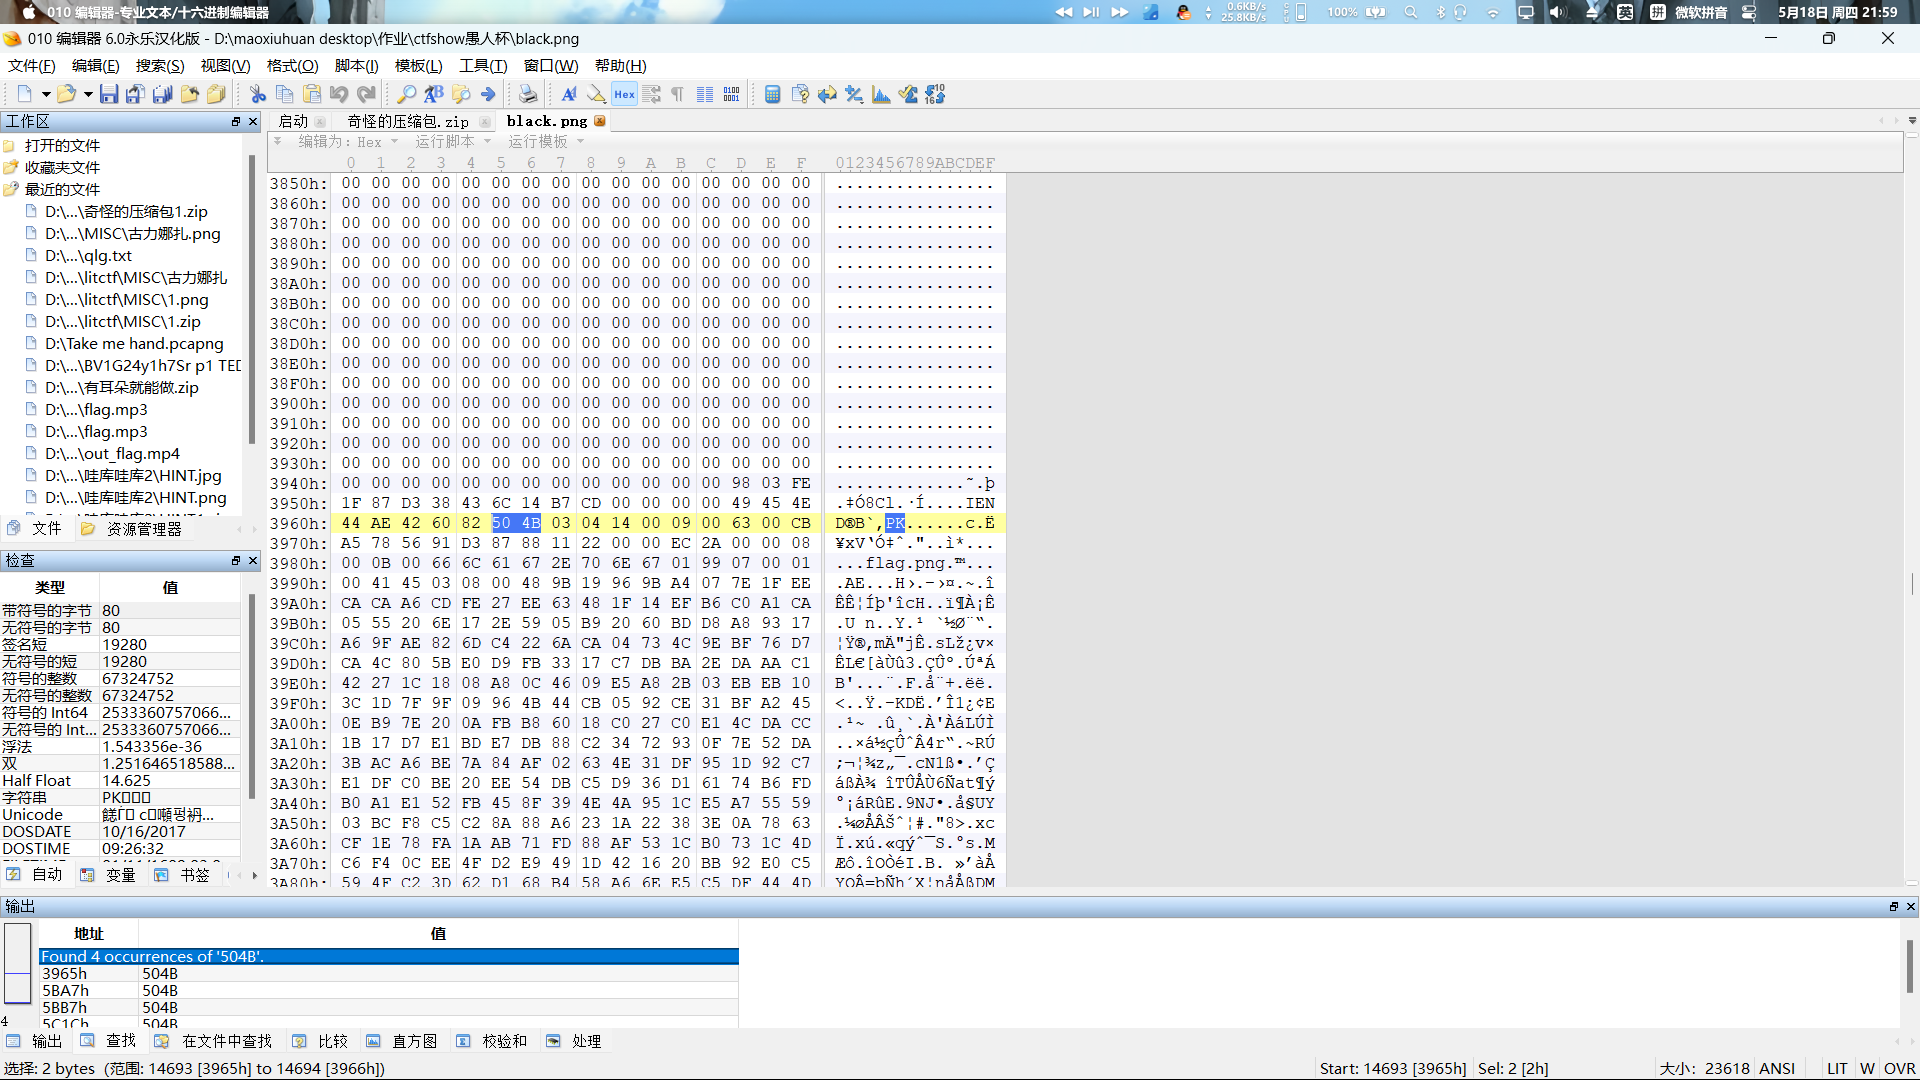 010 编辑器-专业文本/十六进制编辑器
0.6KB/s
25.8KB/s
100%
英
拼
微软拼音
5月18日 周四 21:59
010 编辑器 6.0永乐汉化版 - D:\maoxiuhuan desktop\作业\ctfshow愚人杯\black.png
文件(F) 编辑(E) 搜索(S) 视图(V) 格式(O) 脚本(I) 模板(L) 工具(T) 窗口(W) 帮助(H)
工作区
启动 奇怪的压缩包.zip black.png
打开的文件
收藏夹文件
最近的文件
D:\...\奇怪的压缩包1.zip
D:\...\MISC\古力娜扎.png
D:\...\qlg.txt
D:\...\litctf\MISC\古力娜扎
D:\...\litctf\MISC\1.png
D:\...\litctf\MISC\1.zip
D:\Take me hand.pcapng
D:\...\BV1G24y1h7Sr p1 TED
D:\...\有耳朵就能做.zip
D:\...\flag.mp3
D:\...\flag.mp3
D:\...\out_flag.mp4
D:\...\哇库哇库2\HINT.jpg
D:\...\哇库哇库2\HINT.png
文件 资源管理器
检查
类型 值
带符号的字节 80
无符号的字节 80
签名短 19280
无符号的短 19280
符号的整数 67324752
无符号的整数 67324752
符号的 Int64 2533360757066...
无符号的 Int... 2533360757066...
浮法 1.543356e-36
双 1.251646518588...
Half Float 14.625
字符串 PK
Unicode
DOSDATE 10/16/2017
DOSTIME 09:26:32
自动 变量 书签
编辑为: Hex 运行脚本 运行模板
0 1 2 3 4 5 6 7 8 9 A B C D E F 0123456789ABCDEF
3850h: 00 00 00 00 00 00 00 00 00 00 00 00 00 00 00 00 ................
3860h: 00 00 00 00 00 00 00 00 00 00 00 00 00 00 00 00 ................
3870h: 00 00 00 00 00 00 00 00 00 00 00 00 00 00 00 00 ................
3880h: 00 00 00 00 00 00 00 00 00 00 00 00 00 00 00 00 ................
3890h: 00 00 00 00 00 00 00 00 00 00 00 00 00 00 00 00 ................
38A0h: 00 00 00 00 00 00 00 00 00 00 00 00 00 00 00 00 ................
38B0h: 00 00 00 00 00 00 00 00 00 00 00 00 00 00 00 00 ................
38C0h: 00 00 00 00 00 00 00 00 00 00 00 00 00 00 00 00 ................
38D0h: 00 00 00 00 00 00 00 00 00 00 00 00 00 00 00 00 ................
38E0h: 00 00 00 00 00 00 00 00 00 00 00 00 00 00 00 00 ................
38F0h: 00 00 00 00 00 00 00 00 00 00 00 00 00 00 00 00 ................
3900h: 00 00 00 00 00 00 00 00 00 00 00 00 00 00 00 00 ................
3910h: 00 00 00 00 00 00 00 00 00 00 00 00 00 00 00 00 ................
3920h: 00 00 00 00 00 00 00 00 00 00 00 00 00 00 00 00 ................
3930h: 00 00 00 00 00 00 00 00 00 00 00 00 00 00 00 00 ................
3940h: 00 00 00 00 00 00 00 00 00 00 00 00 00 98 03 FE .............˜.þ
3950h: 1F 87 D3 38 43 6C 14 B7 CD 00 00 00 00 49 45 4E .‡Ó8Cl.·Í....IEN
3960h: 44 AE 42 60 82 50 4B 03 04 14 00 09 00 63 00 CB D®B`‚PK......c.Ë
3970h: A5 78 56 91 D3 87 88 11 22 00 00 EC 2A 00 00 08 ¥xV‘Ó‡ˆ."..ì*...
3980h: 00 0B 00 66 6C 61 67 2E 70 6E 67 01 99 07 00 01 ...flag.png.™...
3990h: 00 41 45 03 08 00 48 9B 19 96 9B A4 07 7E 1F EE .AE...H›.–›¤.~.î
39A0h: CA CA A6 CD FE 27 EE 63 48 1F 14 EF B6 C0 A1 CA ÊÊ¦Íþ'îcH..ï¶À¡Ê
39B0h: 05 55 20 6E 17 2E 59 05 B9 20 60 BD D8 A8 93 17 .U n..Y.¹ `½Ø¨“.
39C0h: A6 9F AE 82 6D C4 22 6A CA 04 73 4C 9E BF 76 D7 ¦Ÿ®‚mÄ"jÊ.sLž¿v×
39D0h: CA 4C 80 5B E0 D9 FB 33 17 C7 DB BA 2E DA AA C1 ÊL€[àÙû3.ÇÛº.ÚªÁ
39E0h: 42 27 1C 18 08 A8 0C 46 09 E5 A8 2B 03 EB EB 10 B'...¨.F.å¨+.ëë.
39F0h: 3C 1D 7F 9F 09 96 4B 44 CB 05 92 CE 31 BF A2 45 <..Ÿ.–KDË.’Î1¿¢E
3A00h: 0E B9 7E 20 0A FB B8 60 18 C0 27 C0 E1 4C DA CC .¹~ .û¸`.À'ÀáLÚÌ
3A10h: 1B 17 D7 E1 BD E7 DB 88 C2 34 72 93 0F 7E 52 DA ..×á½çÛˆÂ4r“.~RÚ
3A20h: 3B AC A6 BE 7A 84 AF 02 63 4E 31 DF 95 1D 92 C7 ;¬¦¾z„¯.cN1ß•.’Ç
3A30h: E1 DF C0 BE 20 EE 54 DB C5 D9 36 D1 61 74 B6 FD áßÀ¾ îTÛÅÙ6Ñat¶ý
3A40h: B0 A1 E1 52 FB 45 8F 39 4E 4A 95 1C E5 A7 55 59 °¡áRûE.9NJ•.å§UY
3A50h: 03 BC F8 C5 C2 8A 88 A6 23 1A 22 38 3E 0A 78 63 .¼øÅÂŠˆ¦#."8>.xc
3A60h: CF 1E 78 FA 1A AB 71 FD 88 AF 53 1C B0 73 1C 4D Ï.xú.«qýˆ¯S.°s.M
3A70h: C6 F4 0C EE 4F D2 E9 49 1D 42 16 20 BB 92 E0 C5 Æô.îOÒéI.B. »’àÅ
3A80h: 59 4F C2 3D 62 D1 68 B4 58 A6 6E E5 C5 DF 44 4D YOÂ=bÑh´X¦nåÅßDM
输出
地址 值
Found 4 occurrences of '504B'.
3965h 504B
5BA7h 504B
5BB7h 504B
5C1Ch 504B
4
输出 查找 在文件中查找 比较 直方图 校验和 处理
选择: 2 bytes (范围: 14693 [3965h] to 14694 [3966h]) Start: 14693 [3965h] Sel: 2 [2h] 大小: 23618 ANSI LIT W OVR